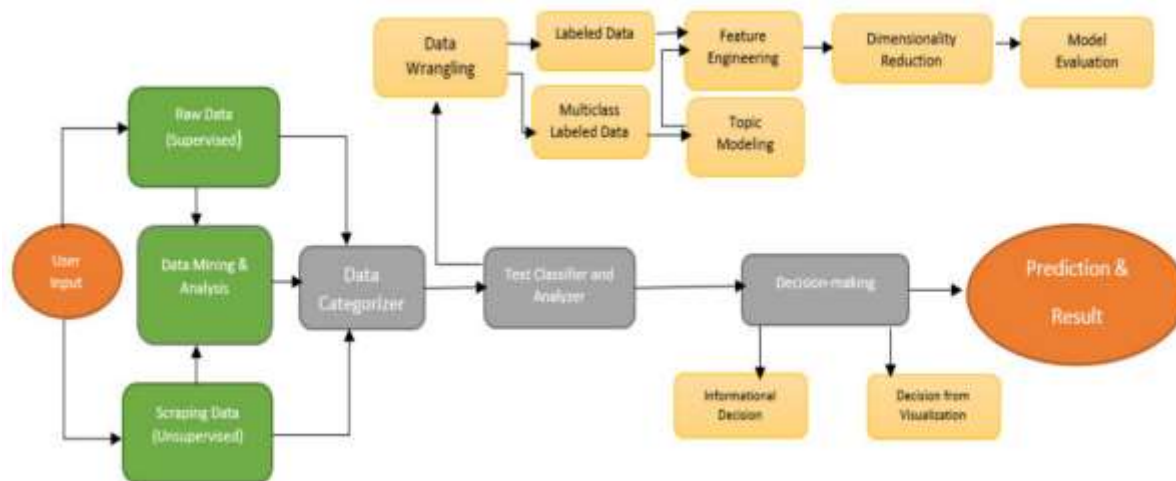 Data
Wrangling
Labeled Data
Feature
Engineering
Dimensionality
Reduction
Model
Evaluation
Multiclass
Labeled Data
Topic
Modeling
Raw Data
(Supervised)
User
Input
Data Mining &
Analysis
Data
Categorizer
Text Classifier and
Analyzer
Decision-making
Prediction &
Result
Scraping Data
(Unsupervised)
Informational
Decision
Decision from
Visualization